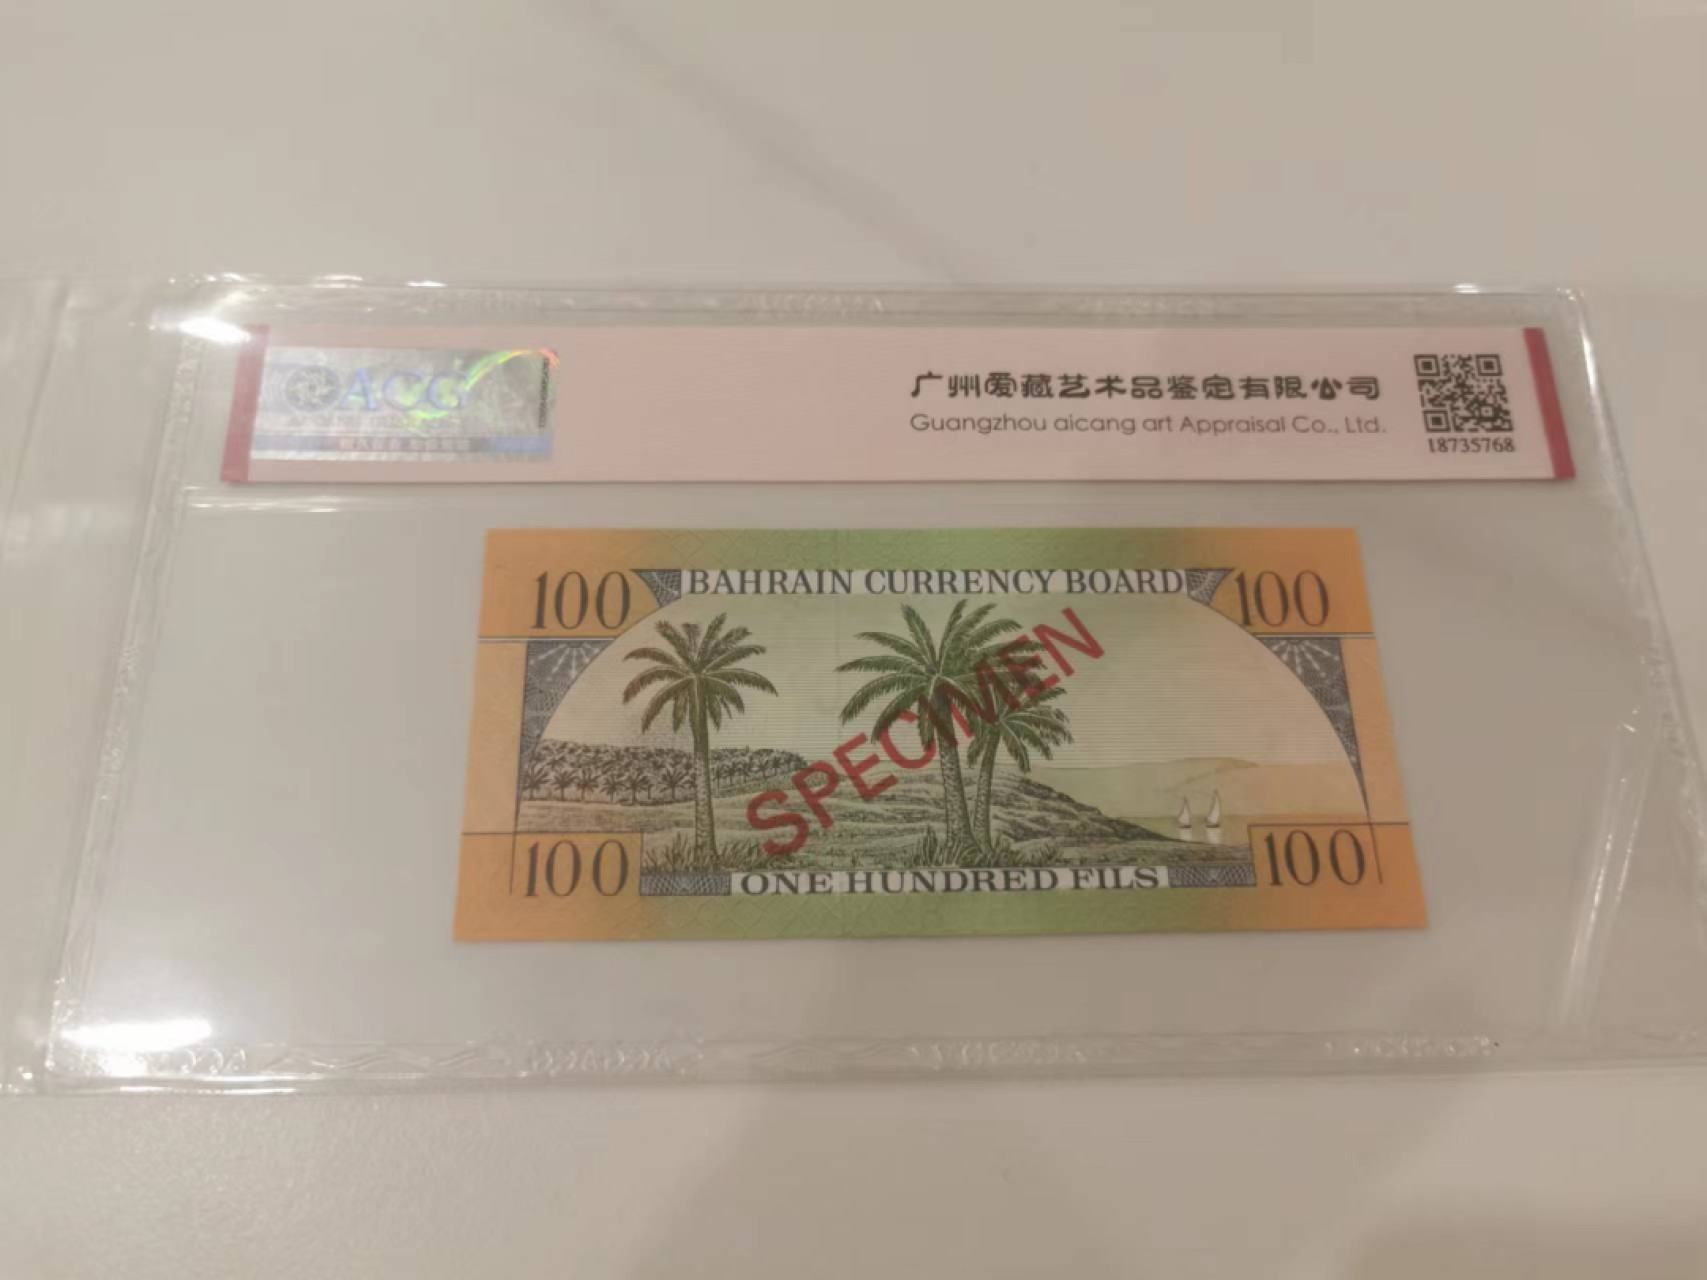 ACG
广州爱藏艺术品鉴定有限公司
Guangzhou aicang art Appraisal Co., Ltd.
18735768
100 BAHRAIN CURRENCY BOARD 100
SPECIMEN
100 ONE HUNDRED FILS 100